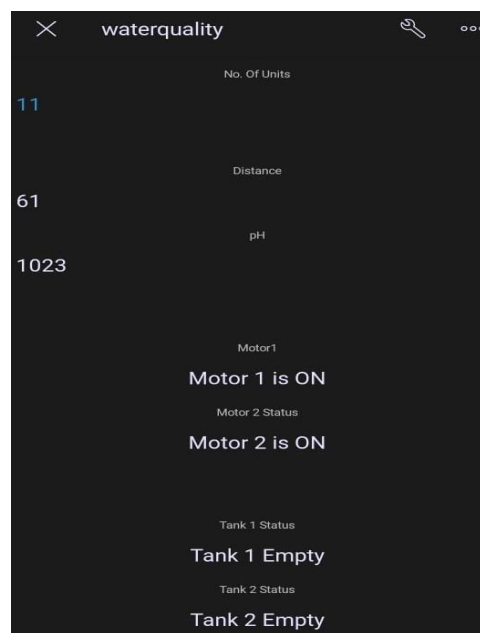 waterquality
No. Of Units
11
Distance
61
pH
1023
Motor1
Motor 1 is ON
Motor 2 Status
Motor 2 is ON
Tank 1 Status
Tank 1 Empty
Tank 2 Status
Tank 2 Empty